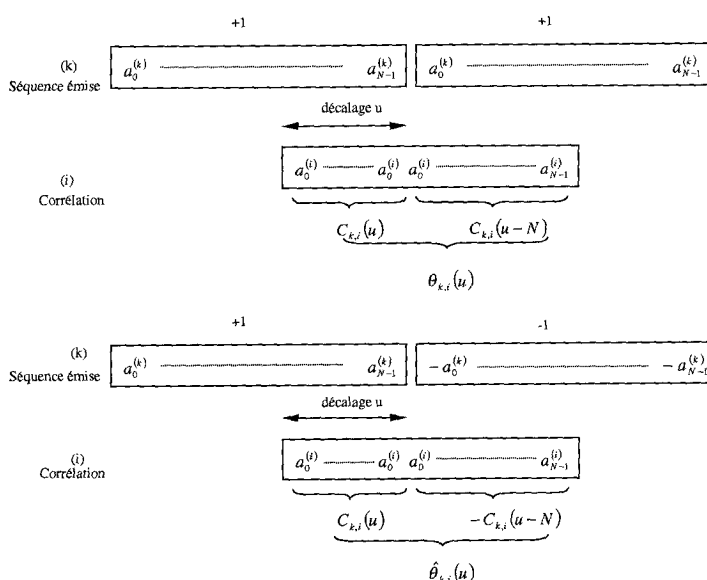 +1 +1
(k)
Séquence émise
a_0^{(k)} a_{N-1}^{(k)} a_0^{(k)} a_{N-1}^{(k)}
décalage u
(i)
Corrélation
a_0^{(i)} a_0^{(i)} a_0^{(i)} a_{N-1}^{(i)}
C_{k,i}(u) C_{k,i}(u-N)
θ_{k,i}(u)
+1 -1
(k)
Séquence émise
a_0^{(k)} a_{N-1}^{(k)} -a_0^{(k)} -a_{N-0}^{(k)}
décalage u
(i)
Corrélation
a_0^{(i)} a_0^{(i)} a_0^{(i)} a_{N-1}^{(i)}
C_{k,i}(u) -C_{k,i}(u-N)
\hat{θ}_{k,i}(u)